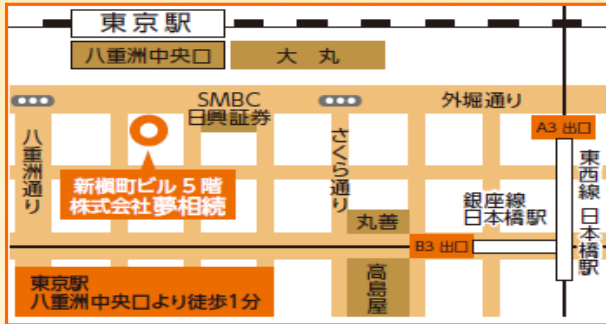 東京駅
八重洲中央口
大丸
SMBC
日興証券
外堀通り
A3 出口
八重洲通り
さくら通り
新槇町ビル 5 階
株式会社夢相続
丸善
銀座線
日本橋駅
東西線 日本橋駅
B3 出口
高島屋
東京駅
八重洲中央口より徒歩1分